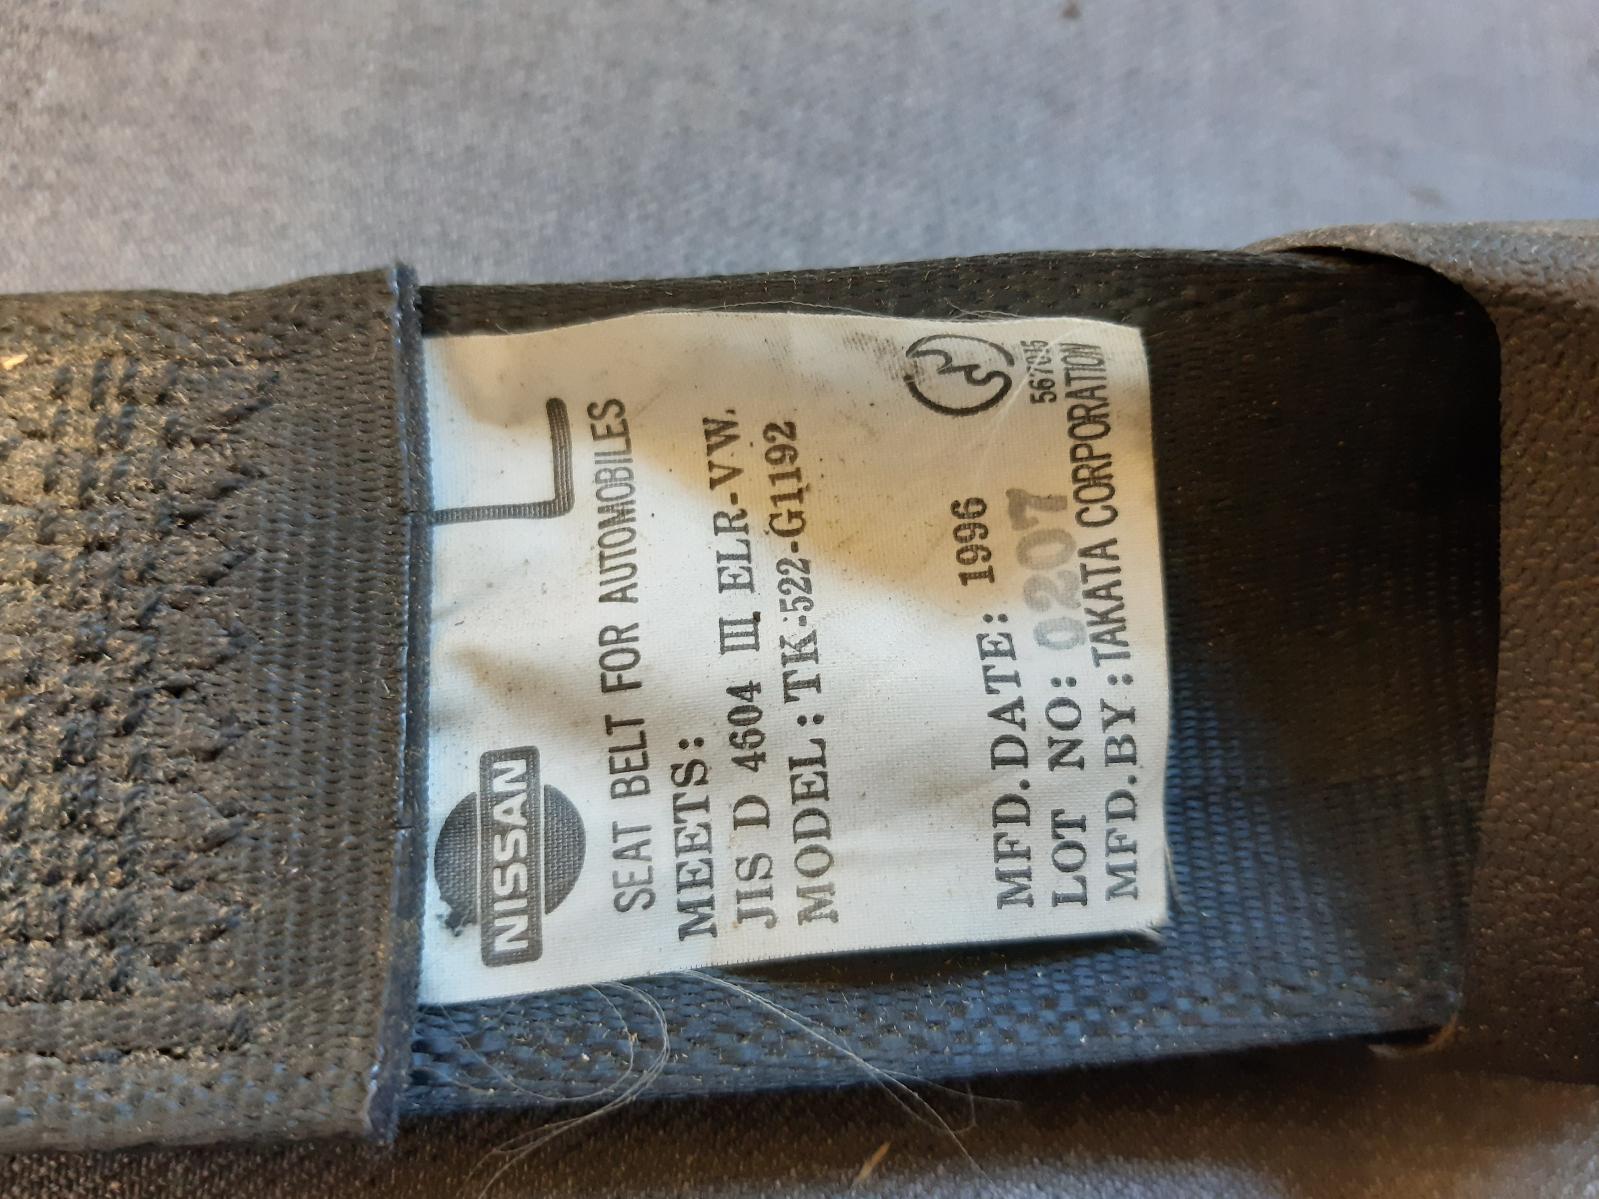 NISSAN
L
SEAT BELT FOR AUTOMOBILES
MEETS:
JIS D 4604 III ELR-VW.
MODEL:TK-522-G1192
MFD.DATE: 1996
LOT NO: 0207
MFD.BY:TAKATA CORPORATION